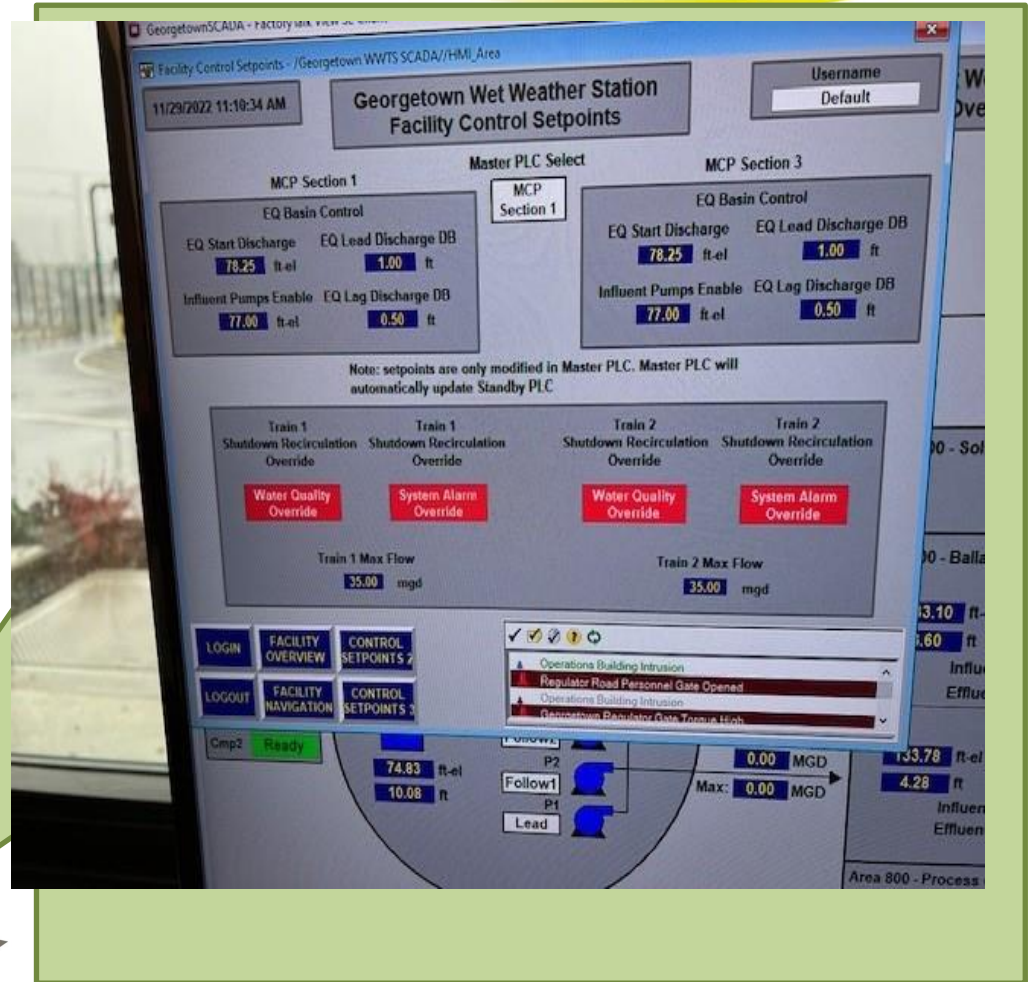 GeorgetownSCADA - FactoryTalk View SE Client
Facility Control Setpoints - /Georgetown WWTS SCADA//HMI_Area
11/29/2022 11:10:34 AM
Georgetown Wet Weather Station
Facility Control Setpoints
Username
Default
Master PLC Select
MCP
Section 1
MCP Section 1
EQ Basin Control
EQ Start Discharge EQ Lead Discharge DB
78.25 ft-el 1.00 ft
Influent Pumps Enable EQ Lag Discharge DB
77.00 ft-el 0.50 ft
MCP Section 3
EQ Basin Control
EQ Start Discharge EQ Lead Discharge DB
78.25 ft-el 1.00 ft
Influent Pumps Enable EQ Lag Discharge DB
77.00 ft-el 0.50 ft
Note: setpoints are only modified in Master PLC. Master PLC will
automatically update Standby PLC
Train 1 Train 1 Train 2 Train 2
Shutdown Recirculation Shutdown Recirculation Shutdown Recirculation Shutdown Recirculation
Override Override Override Override
Water Quality System Alarm Water Quality System Alarm
Override Override Override Override
Train 1 Max Flow Train 2 Max Flow
35.00 mgd 35.00 mgd
LOGIN
FACILITY
OVERVIEW
CONTROL
SETPOINTS 2
LOGOUT
FACILITY
NAVIGATION
CONTROL
SETPOINTS 3
Operations Building Intrusion
Regulator Road Personnel Gate Opened
Operations Building Intrusion
Georgetown Regulator Gate Torque High
Cmp2 Ready
74.83 ft-el
10.08 ft
P2
Follow1
P1
Lead
0.00 MGD
Max: 0.00 MGD
3.10 ft-
.60 ft
Influ
Efflue
133.78 ft-el
4.28 ft
Influen
Effluen
Area 800 - Process